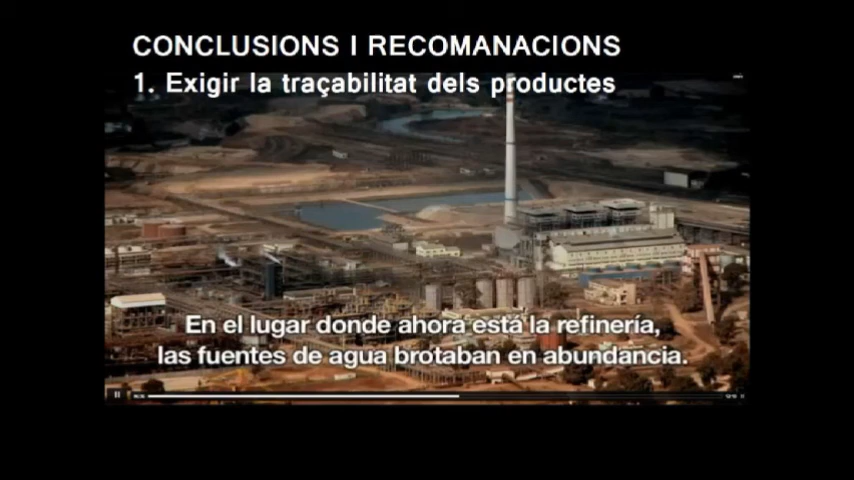 CONCLUSIONS I RECOMANACIONS
1. Exigir la traçabilitat dels productes
En el lugar donde ahora está la refinería,
las fuentes de agua brotaban en abundancia.